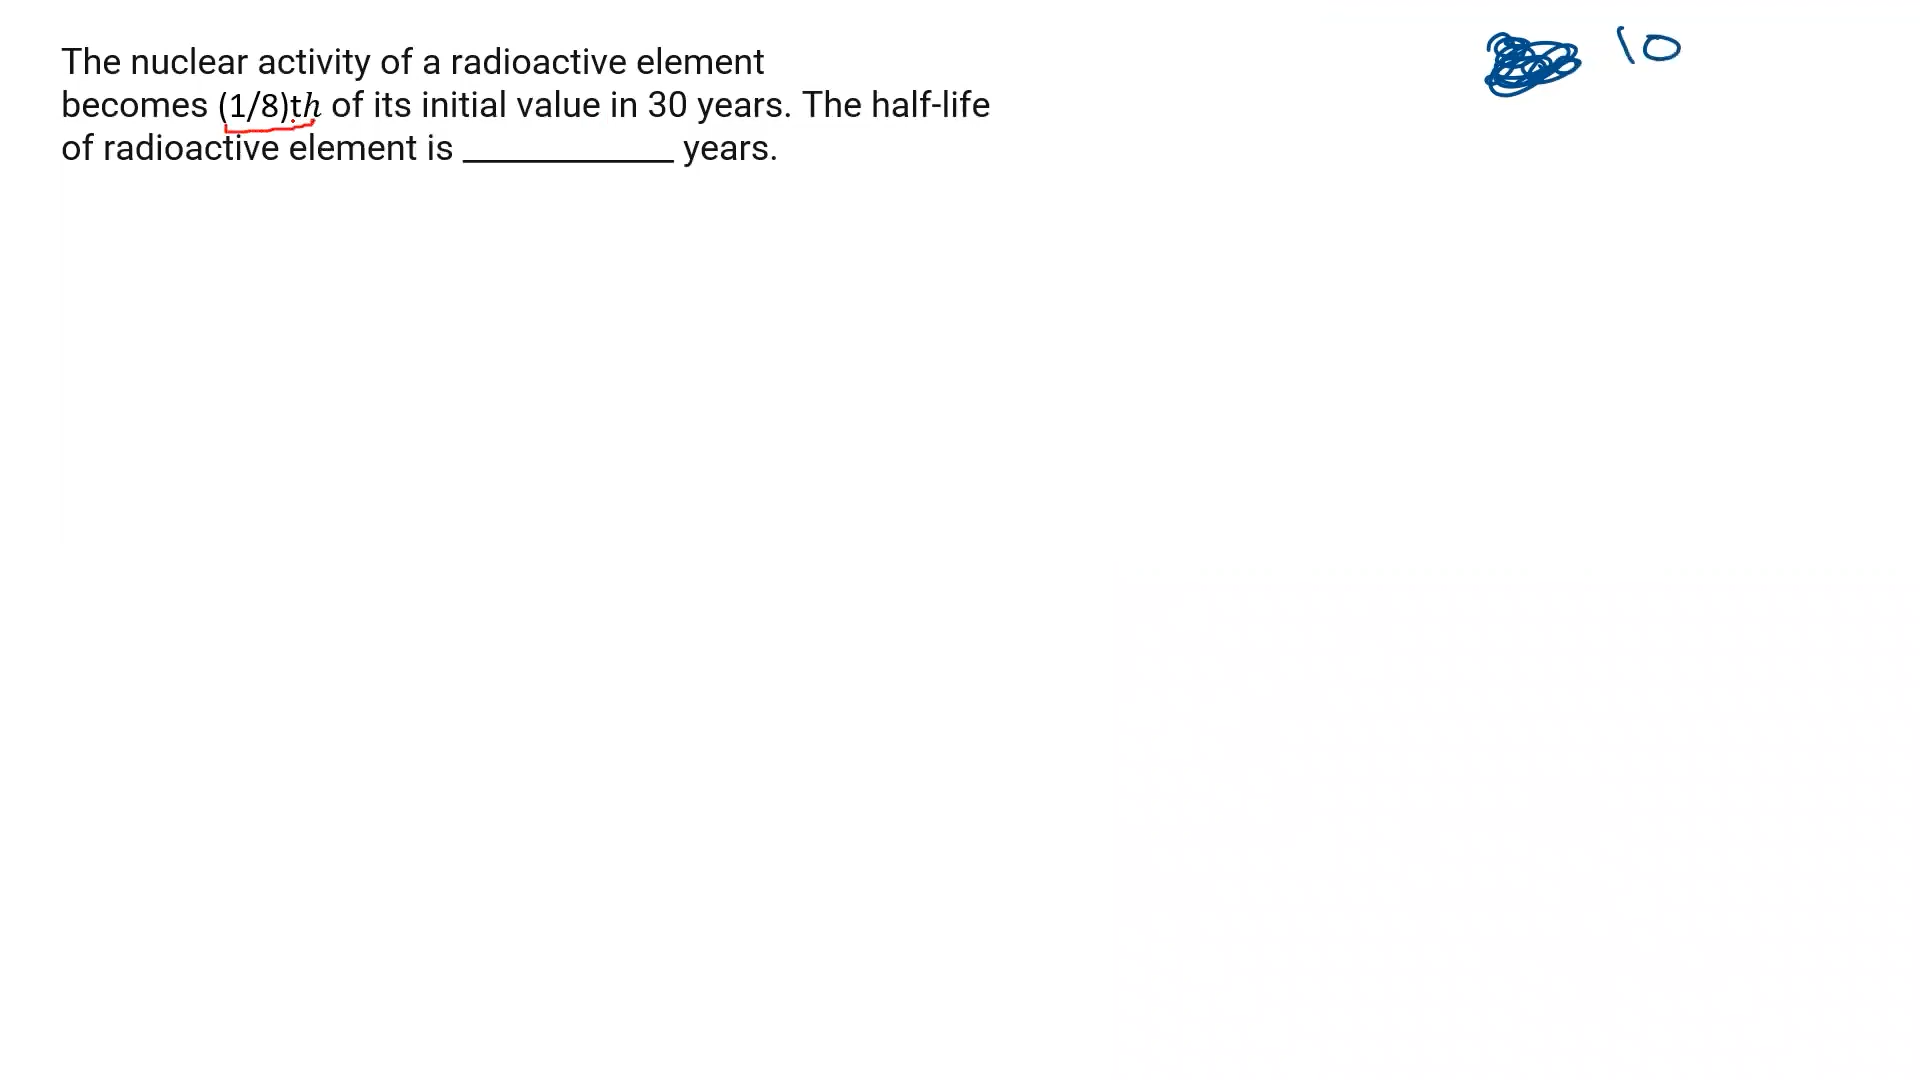 The nuclear activity of a radioactive element
becomes (1/8)th of its initial value in 30 years. The half-life
of radioactive element is ____________ years.
10